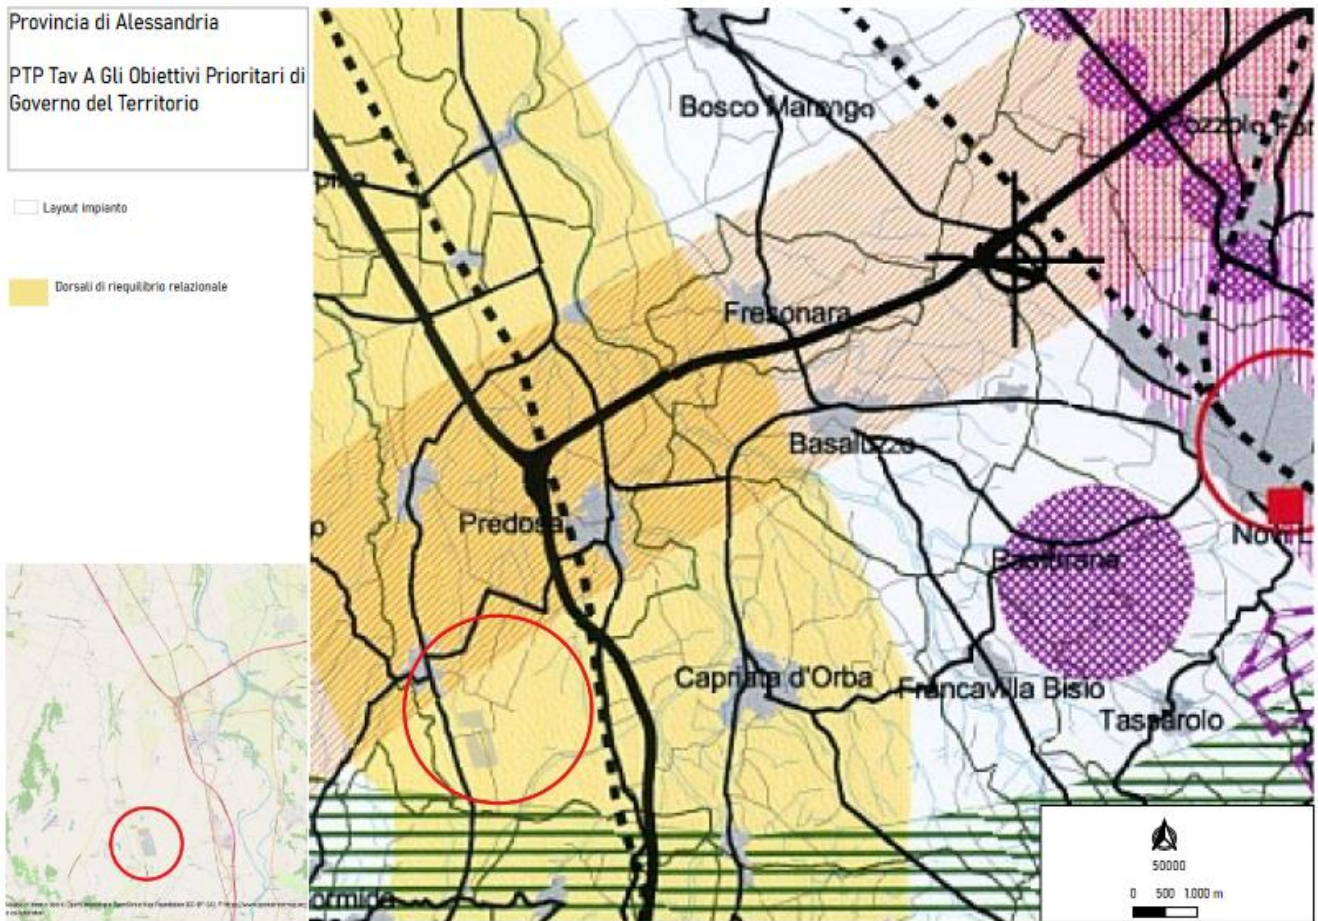 Provincia di Alessandria
PTP Tav A Gli Obiettivi Prioritari di
Governo del Territorio
Layout impianto
Dorsali di riequilibrio relazionale
Bosco Marengo
Fresonara
Basaluzzo
Predosa
Pasturana
Capriata d'Orba
Francavilla Bisio
Tassarolo
50000
0 500 1.000 m